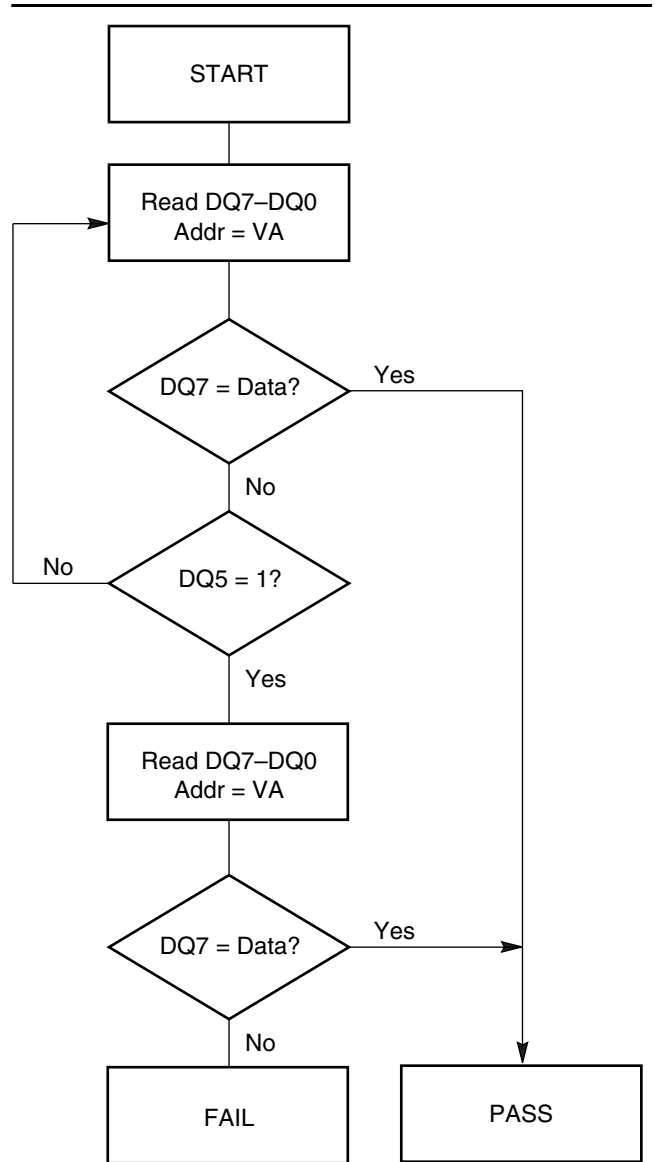 START
Read DQ7–DQ0
Addr = VA
DQ7 = Data?
Yes
No
DQ5 = 1?
No
Yes
Read DQ7–DQ0
Addr = VA
DQ7 = Data?
Yes
No
FAIL
PASS